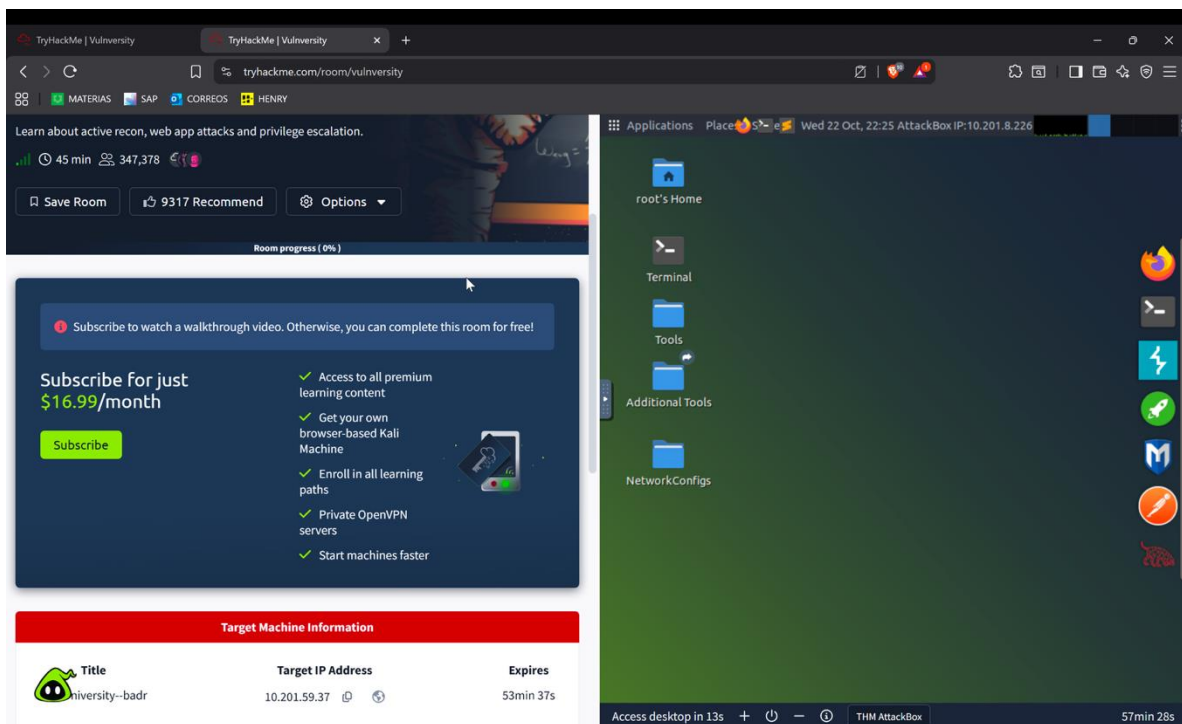 TryHackMe | Vulnversity
TryHackMe | Vulnversity
tryhackme.com/room/vulnversity
MATERIAS SAP CORREOS HENRY
Learn about active recon, web app attacks and privilege escalation.
45 min 347,378
Save Room 9317 Recommend Options
Room progress ( 0% )
Subscribe to watch a walkthrough video. Otherwise, you can complete this room for free!
Subscribe for just
$16.99/month
Subscribe
Access to all premium
learning content
Get your own
browser-based Kali
Machine
Enroll in all learning
paths
Private OpenVPN
servers
Start machines faster
Target Machine Information
Title Target IP Address Expires
niversity--badr 10.201.59.37 53min 37s
Applications Wed 22 Oct, 22:25 AttackBox IP:10.201.8.226
root's Home
Terminal
Tools
Additional Tools
NetworkConfigs
Access desktop in 13s THM AttackBox 57min 28s